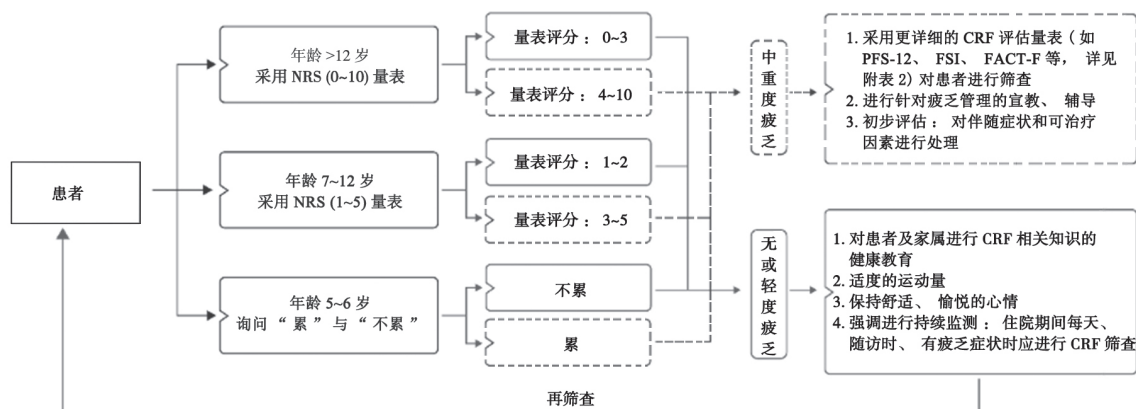 患者
年龄 >12 岁
采用 NRS (0~10) 量表
年龄 7~12 岁
采用 NRS (1~5) 量表
年龄 5~6 岁
询问 “ 累 ” 与 “ 不累 ”
量表评分： 0~3
量表评分： 4~10
量表评分： 1~2
量表评分： 3~5
不累
累
中
重
度
疲
乏
无
或
轻
度
疲
乏
1. 采用更详细的 CRF 评估量表 ( 如
PFS-12、 FSI、 FACT-F 等， 详见
附表 2) 对患者进行筛查
2. 进行针对疲乏管理的宣教、 辅导
3. 初步评估： 对伴随症状和可治疗
因素进行处理
1. 对患者及家属进行 CRF 相关知识的
健康教育
2. 适度的运动量
3. 保持舒适、 愉悦的心情
4. 强调进行持续监测： 住院期间每天、
随访时、 有疲乏症状时应进行 CRF 筛查
再筛查